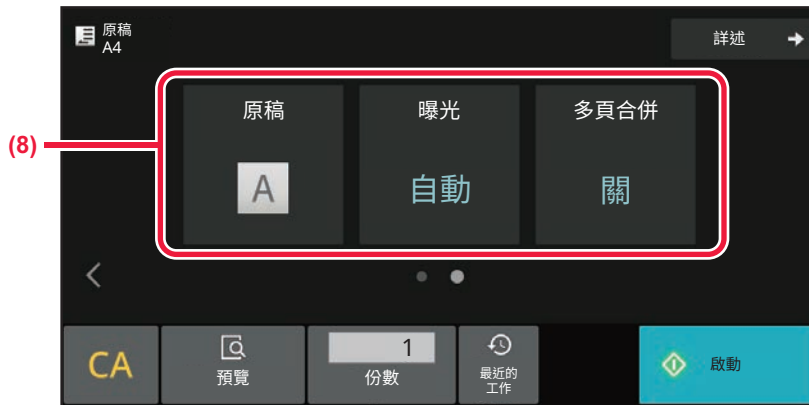 原稿
A4
詳述
原稿
曝光
多頁合併
(8)
A
自動
關
CA
預覽
1
份數
最近的
工作
啟動